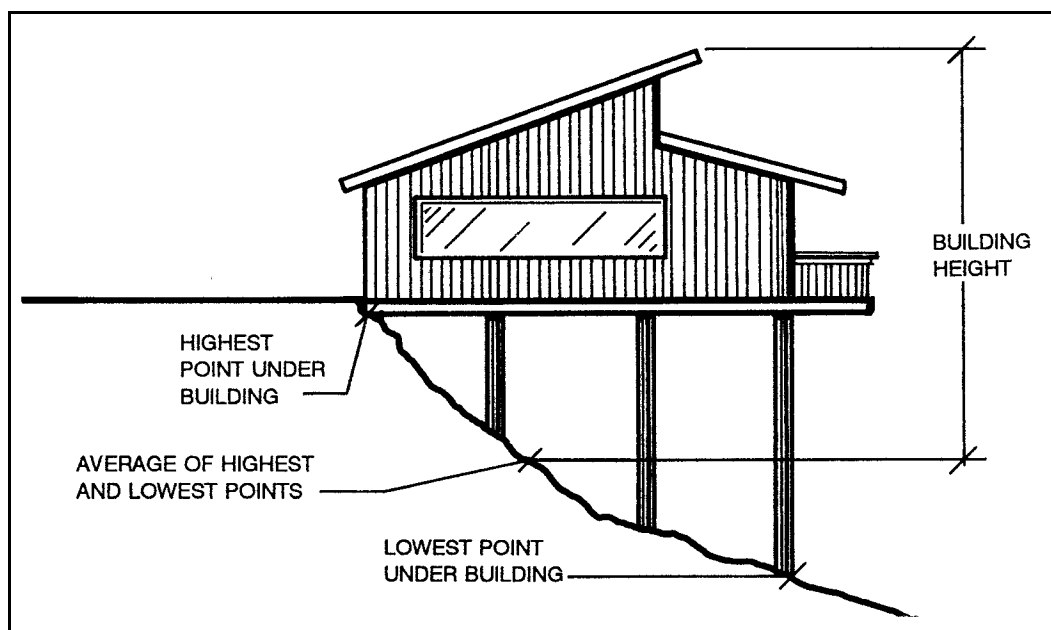 BUILDING
HEIGHT
HIGHEST
POINT UNDER
BUILDING
AVERAGE OF HIGHEST
AND LOWEST POINTS
LOWEST POINT
UNDER BUILDING